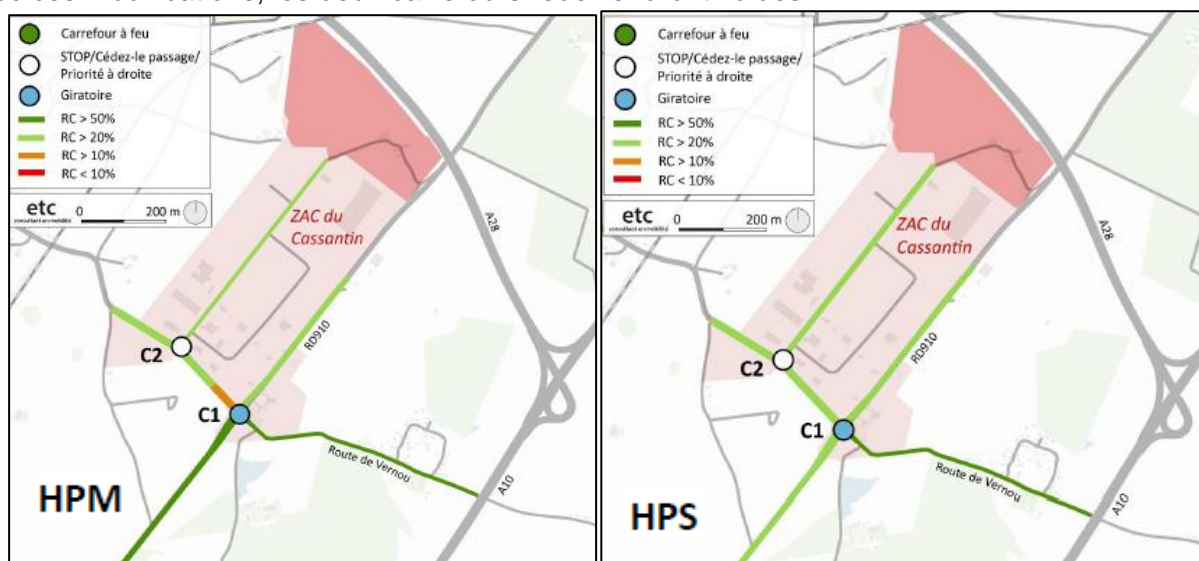 Carrefour à feu
STOP/Cédez-le passage/
Priorité à droite
Giratoire
RC > 50%
RC > 20%
RC > 10%
RC < 10%
etc
0 200 m
ZAC du
Cassantin
A28
RD910
C2
C1
Route de Vernou
A10
HPM
Carrefour à feu
STOP/Cédez-le passage/
Priorité à droite
Giratoire
RC > 50%
RC > 20%
RC > 10%
RC < 10%
etc
0 200 m
ZAC du
Cassantin
A28
RD910
C2
C1
Route de Vernou
A10
HPS